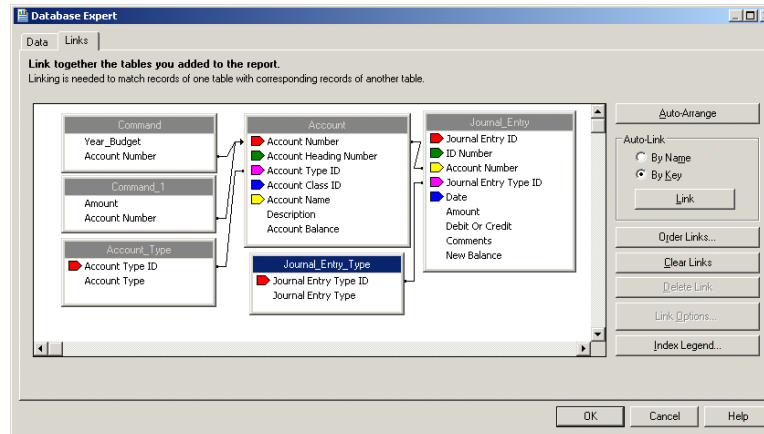 Database Expert
Data Links
Link together the tables you added to the report.
Linking is needed to match records of one table with corresponding records of another table.
Command
Year_Budget
Account Number
Command_1
Amount
Account Number
Account_Type
Account Type ID
Account Type
Account
Account Number
Account Heading Number
Account Type ID
Account Class ID
Account Name
Description
Account Balance
Journal_Entry_Type
Journal Entry Type ID
Journal Entry Type
Journal_Entry
Journal Entry ID
ID Number
Account Number
Journal Entry Type ID
Date
Amount
Debit Or Credit
Comments
New Balance
Auto-Arrange
Auto-Link
By Name
By Key
Link
Order Links...
Clear Links
Delete Link
Link Options...
Index Legend...
OK Cancel Help